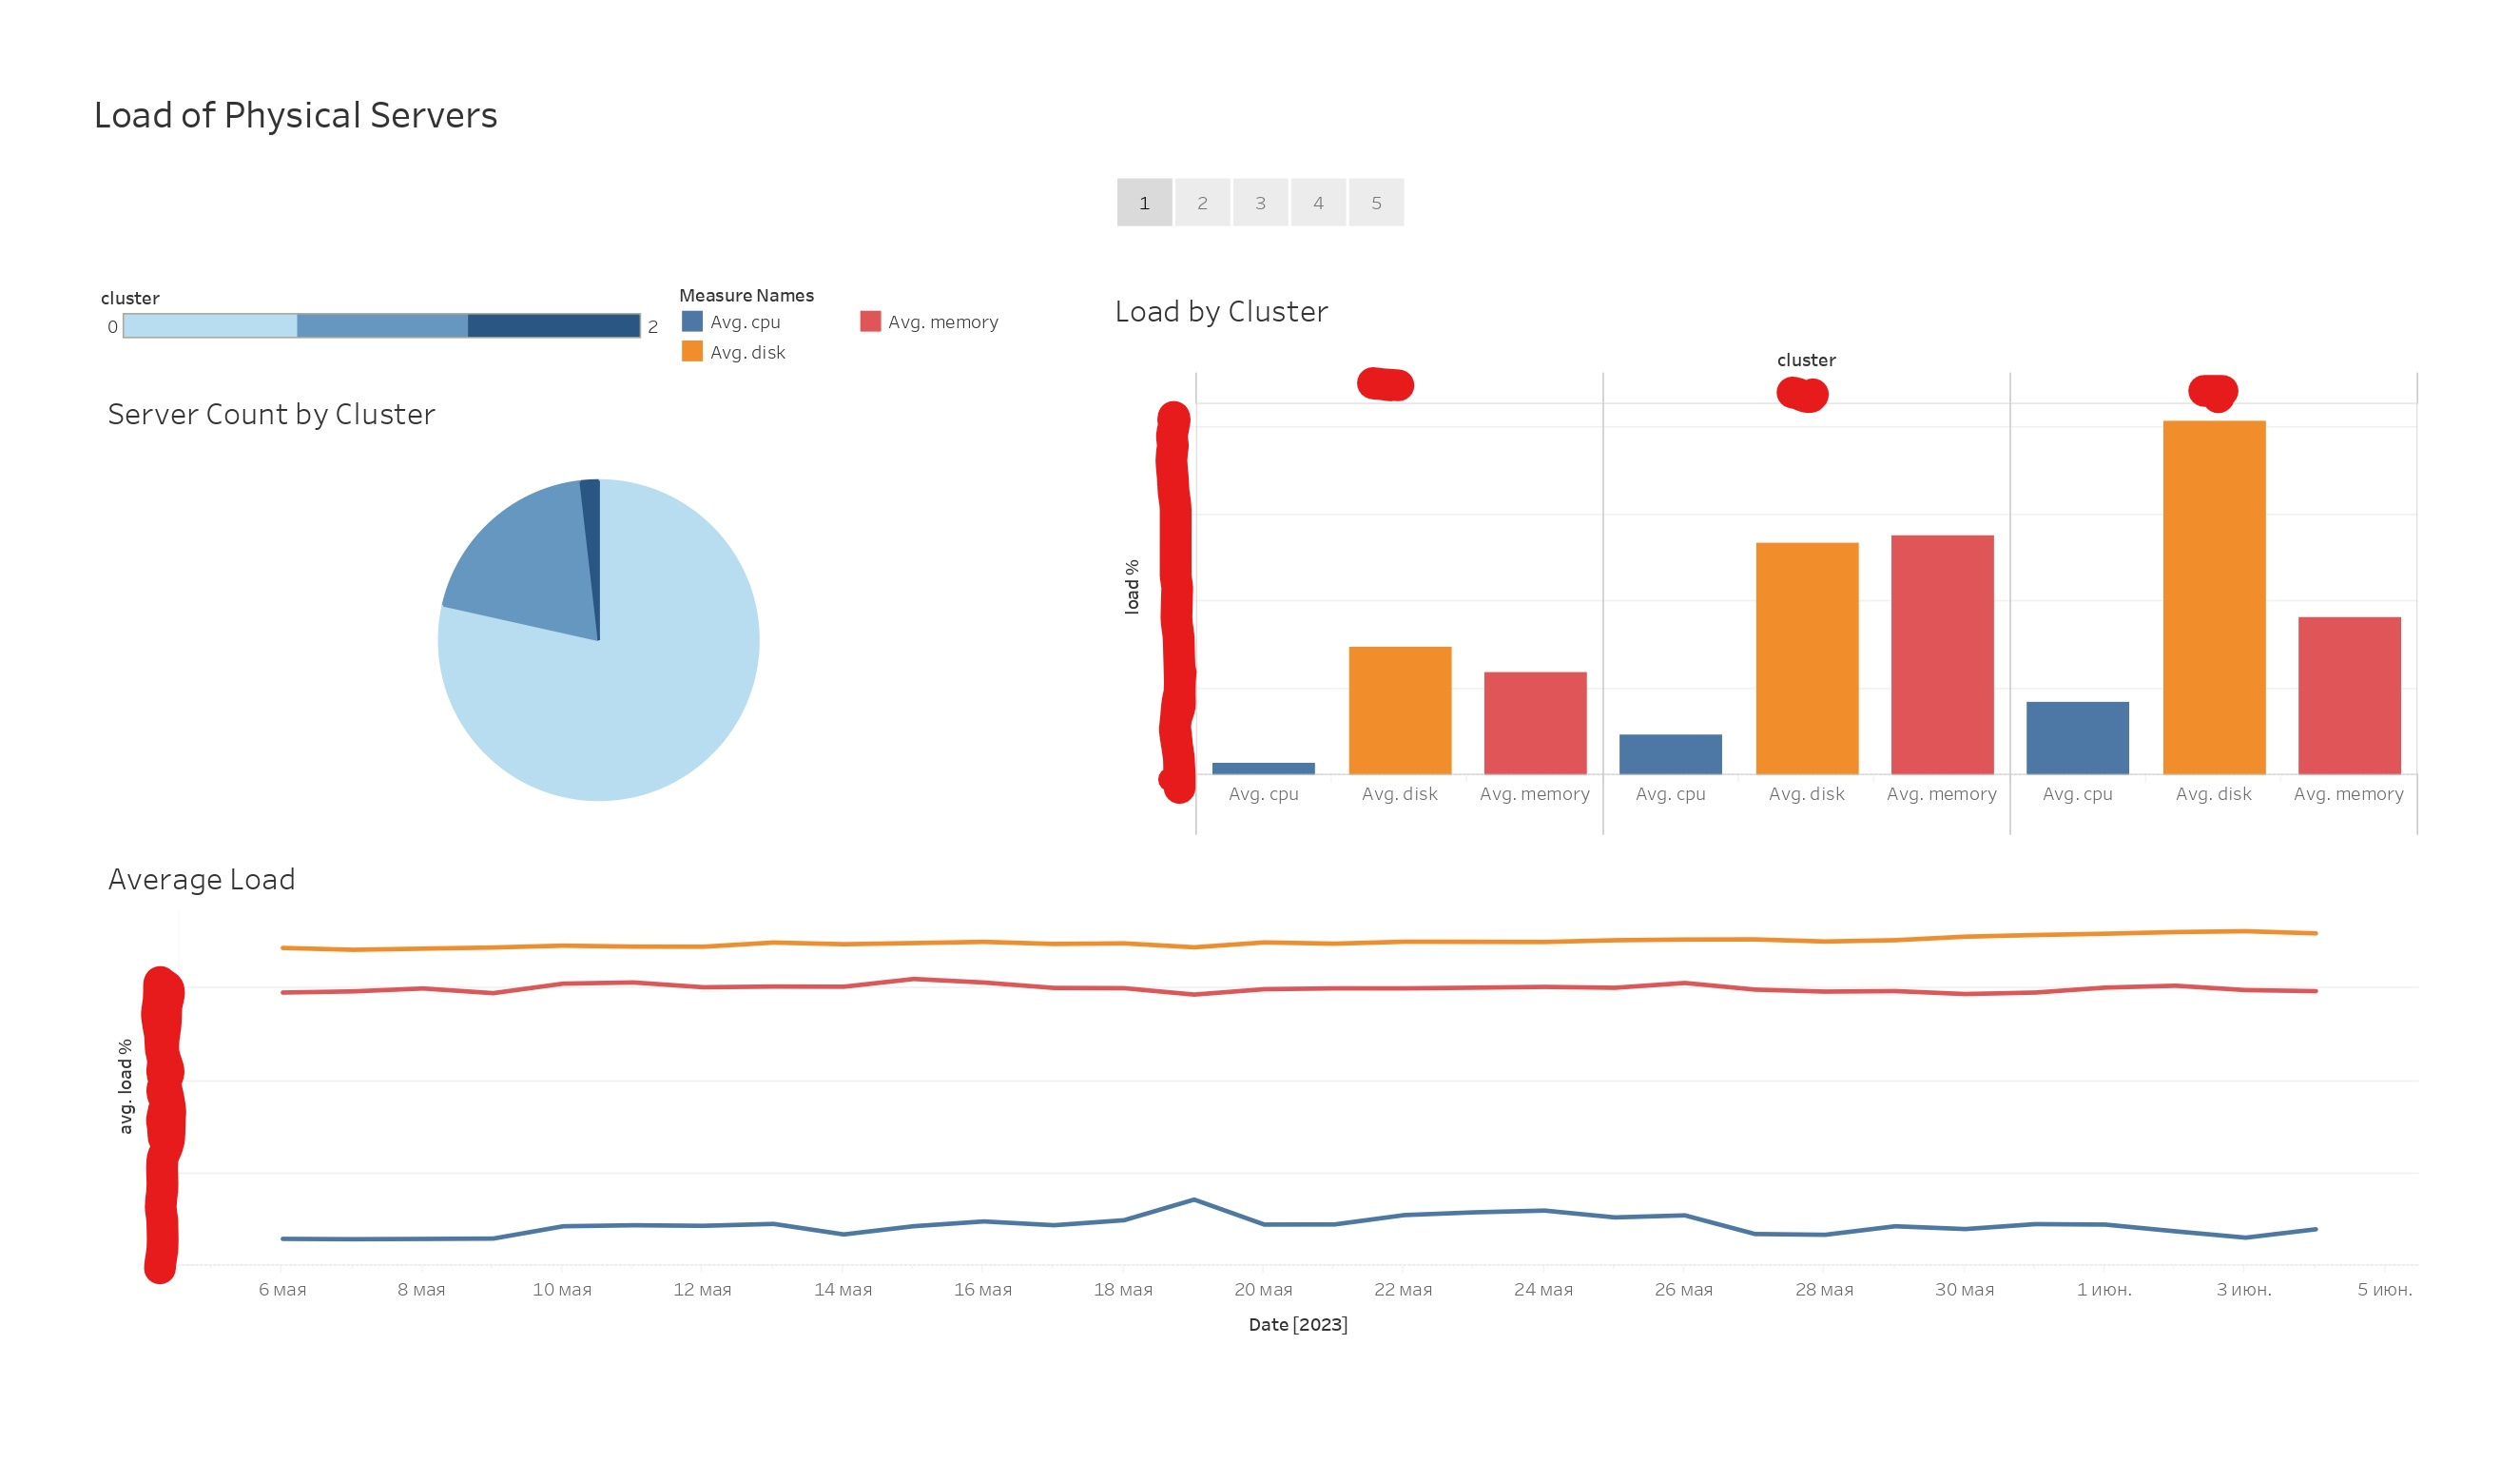 Load of Physical Servers
1 2 3 4 5
cluster
0 2
Measure Names
Avg. cpu Avg. memory
Avg. disk
Server Count by Cluster
Load by Cluster
cluster
load %
Avg. cpu Avg. disk Avg. memory Avg. cpu Avg. disk Avg. memory Avg. cpu Avg. disk Avg. memory
Average Load
avg. load %
6 мая 8 мая 10 мая 12 мая 14 мая 16 мая 18 мая 20 мая 22 мая 24 мая 26 мая 28 мая 30 мая 1 июн. 3 июн. 5 июн.
Date [2023]